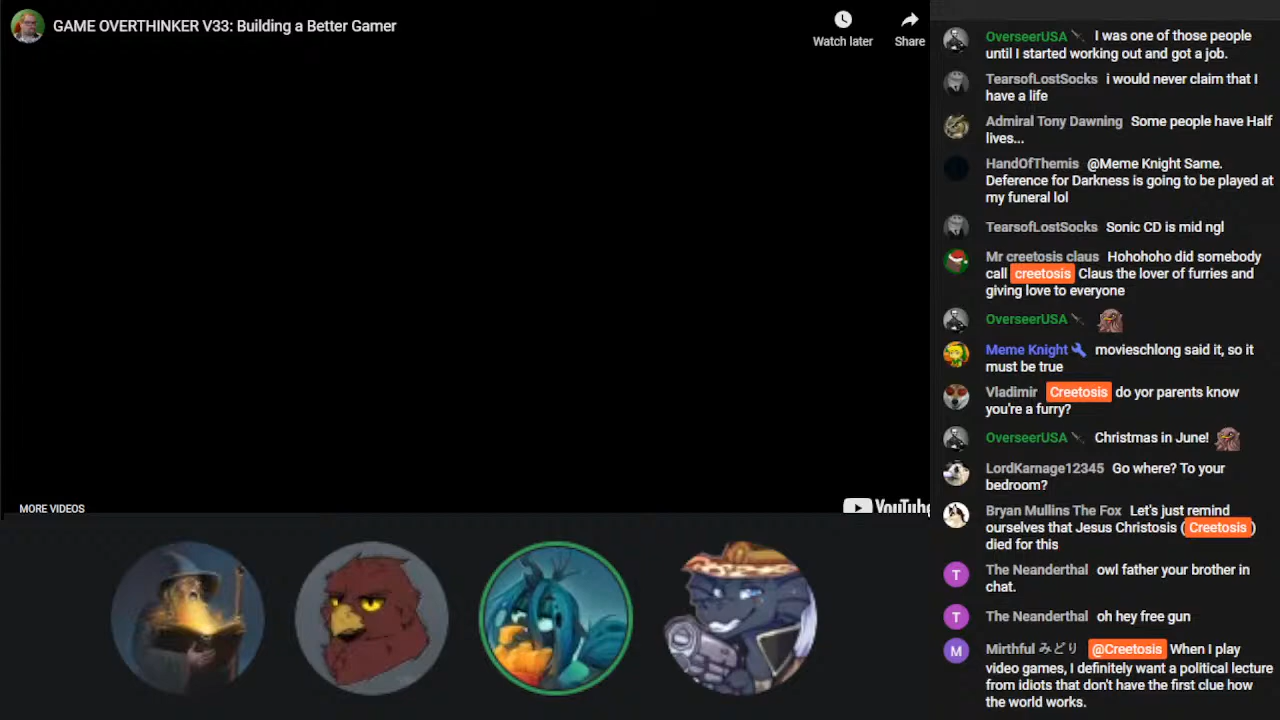 GAME OVERTHINKER V33: Building a Better Gamer
Watch later
Share
MORE VIDEOS
YouTube
OverseerUSA I was one of those people
until I started working out and got a job.
TearsofLostSocks i would never claim that I
have a life
Admiral Tony Dawning Some people have Half
lives...
HandOfThemis @Meme Knight Same.
Deference for Darkness is going to be played at
my funeral lol
TearsofLostSocks Sonic CD is mid ngl
Mr creetosis claus Hohohoho did somebody
call creetosis Claus the lover of furries and
giving love to everyone
OverseerUSA
Meme Knight movieschlong said it, so it
must be true
Vladimir Creetosis do yor parents know
you're a furry?
OverseerUSA Christmas in June!
LordKarnage12345 Go where? To your
bedroom?
Bryan Mullins The Fox Let's just remind
ourselves that Jesus Christosis (Creetosis)
died for this
T
The Neanderthal owl father your brother in
chat.
T
The Neanderthal oh hey free gun
M
Mirthful みどり @Creetosis When I play
video games, I definitely want a political lecture
from idiots that don't have the first clue how
the world works.